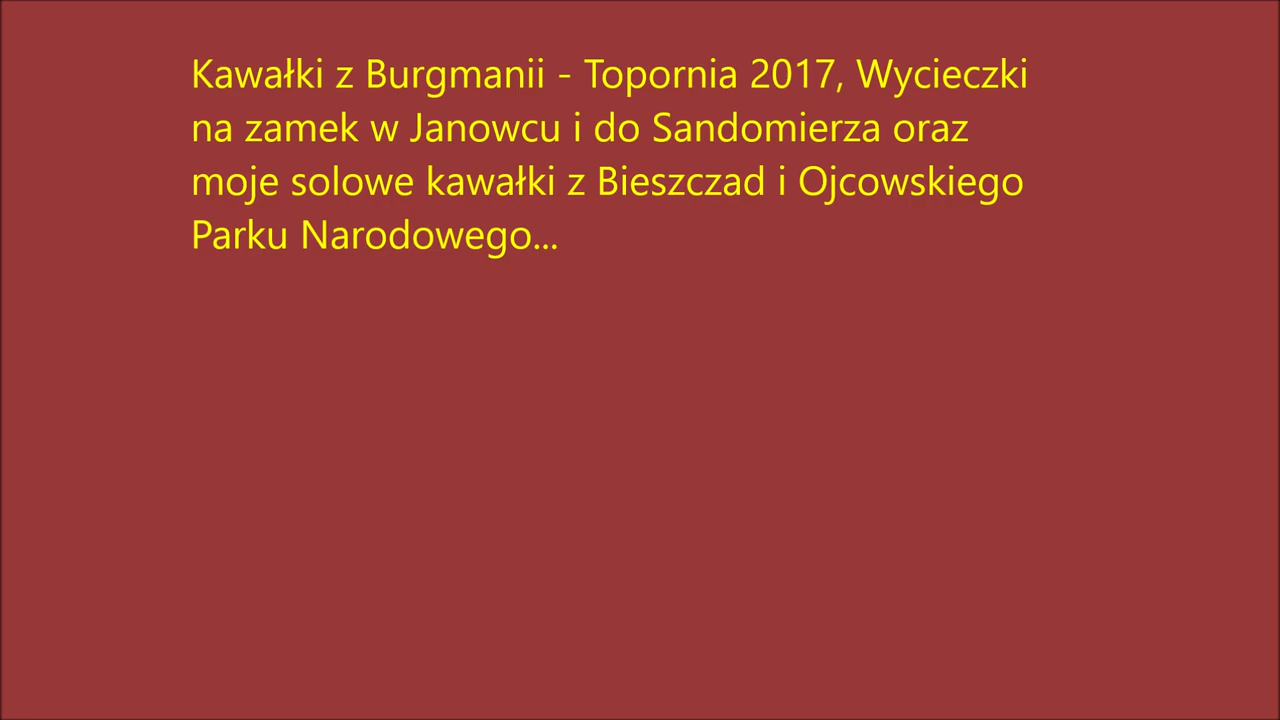 Kawałki z Burgmanii - Topornia 2017, Wycieczki
na zamek w Janowcu i do Sandomierza oraz
moje solowe kawałki z Bieszczad i Ojcowskiego
Parku Narodowego...